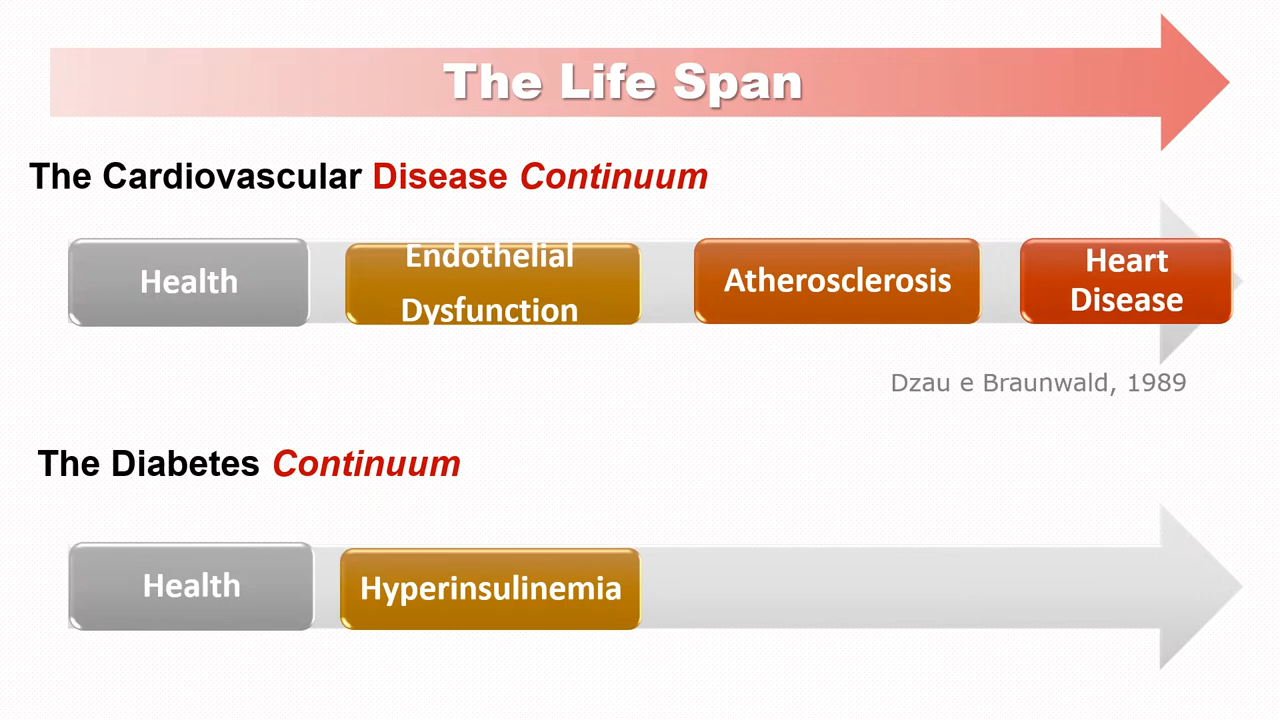 The Life Span
The Cardiovascular Disease Continuum
Health
Endothelial
Dysfunction
Atherosclerosis
Heart
Disease
Dzau e Braunwald, 1989
The Diabetes Continuum
Health
Hyperinsulinemia